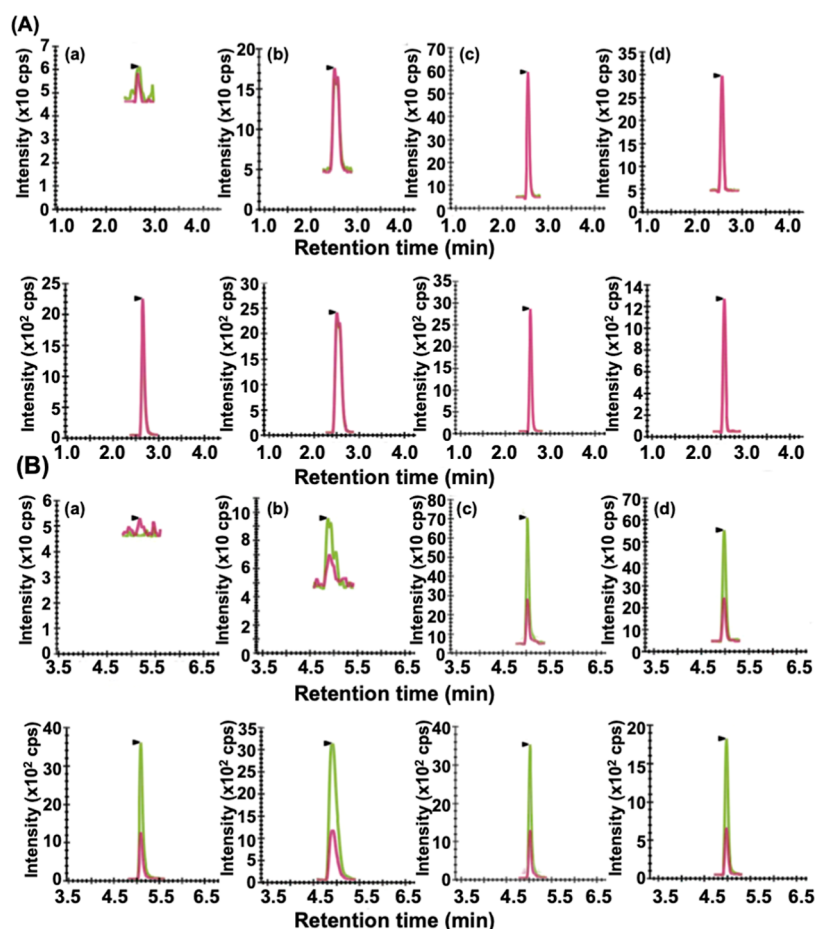 (A)
(a)
Intensity (x10 cps)
7
6
5
4
3
2
1
0
1.0 2.0 3.0 4.0
(b)
Intensity (x10 cps)
20
15
10
5
0
1.0 2.0 3.0 4.0
(c)
Intensity (x10 cps)
70
60
50
40
30
20
10
0
1.0 2.0 3.0 4.0
(d)
Intensity (x10 cps)
35
30
25
20
15
10
5
0
1.0 2.0 3.0 4.0
Retention time (min)
Intensity (x10² cps)
25
20
15
10
5
0
1.0 2.0 3.0 4.0
Intensity (x10² cps)
30
25
20
15
10
5
0
1.0 2.0 3.0 4.0
Intensity (x10² cps)
35
30
25
20
15
10
5
0
1.0 2.0 3.0 4.0
Intensity (x10² cps)
14
12
10
8
6
4
2
0
1.0 2.0 3.0 4.0
Retention time (min)
(B)
(a)
Intensity (x10 cps)
6
5
4
3
2
1
0
3.5 4.5 5.5 6.5
(b)
Intensity (x10 cps)
10
8
6
4
2
0
3.5 4.5 5.5 6.5
(c)
Intensity (x10 cps)
80
70
60
50
40
30
20
10
0
3.5 4.5 5.5 6.5
(d)
Intensity (x10 cps)
70
60
50
40
30
20
10
0
3.5 4.5 5.5 6.5
Retention time (min)
Intensity (x10² cps)
40
30
20
10
0
3.5 4.5 5.5 6.5
Intensity (x10² cps)
35
30
25
20
15
10
5
0
3.5 4.5 5.5 6.5
Intensity (x10² cps)
40
30
20
10
0
3.5 4.5 5.5 6.5
Intensity (x10² cps)
20
15
10
5
0
3.5 4.5 5.5 6.5
Retention time (min)